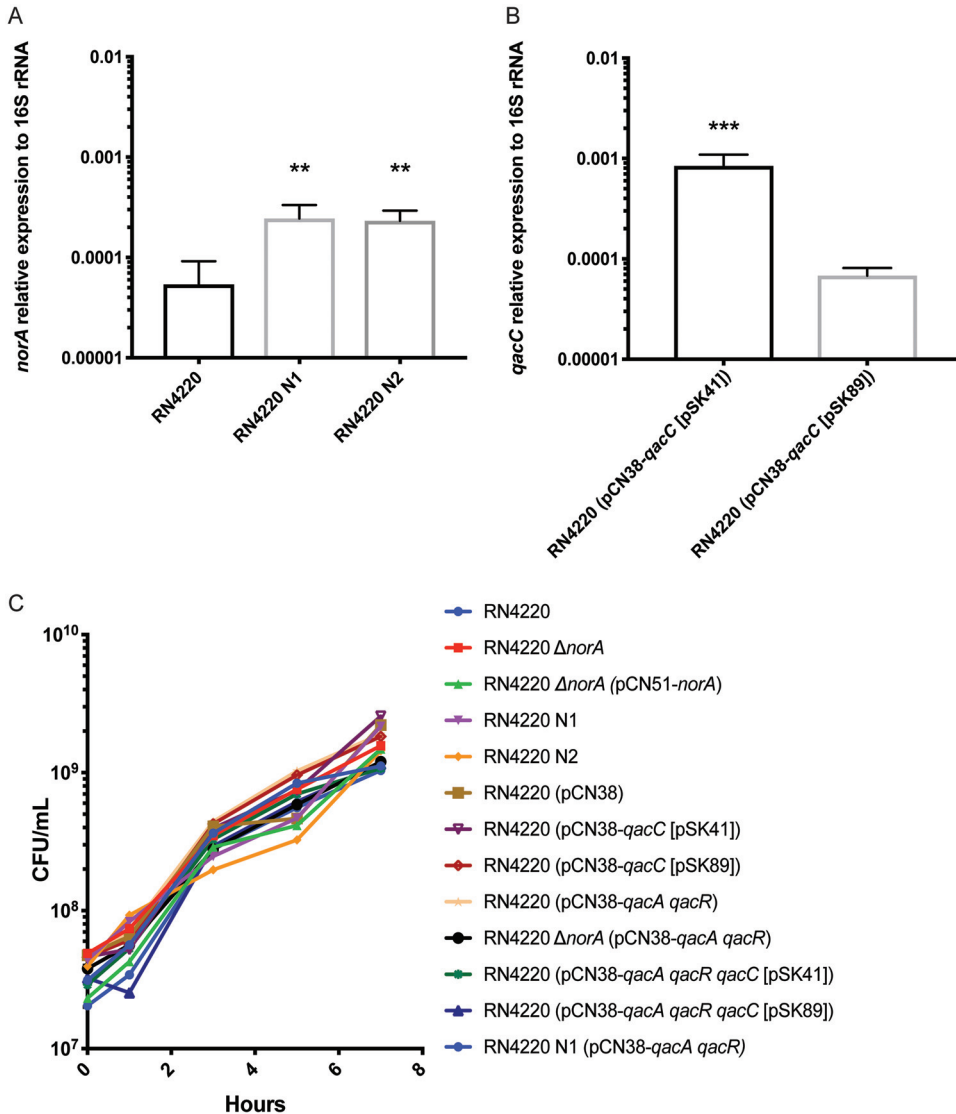 A
norA relative expression to 16S rRNA
0.01
0.001
0.0001
0.00001
**
**
RN4220
RN4220 N1
RN4220 N2
B
qacC relative expression to 16S rRNA
0.01
0.001
0.0001
0.00001
***
RN4220 (pCN38-qacC [pSK41])
RN4220 (pCN38-qacC [pSK89])
C
CFU/mL
10¹⁰
10⁹
10⁸
10⁷
0
2
4
6
8
Hours
RN4220
RN4220 ΔnorA
RN4220 ΔnorA (pCN51-norA)
RN4220 N1
RN4220 N2
RN4220 (pCN38)
RN4220 (pCN38-qacC [pSK41])
RN4220 (pCN38-qacC [pSK89])
RN4220 (pCN38-qacA qacR)
RN4220 ΔnorA (pCN38-qacA qacR)
RN4220 (pCN38-qacA qacR qacC [pSK41])
RN4220 (pCN38-qacA qacR qacC [pSK89])
RN4220 N1 (pCN38-qacA qacR)